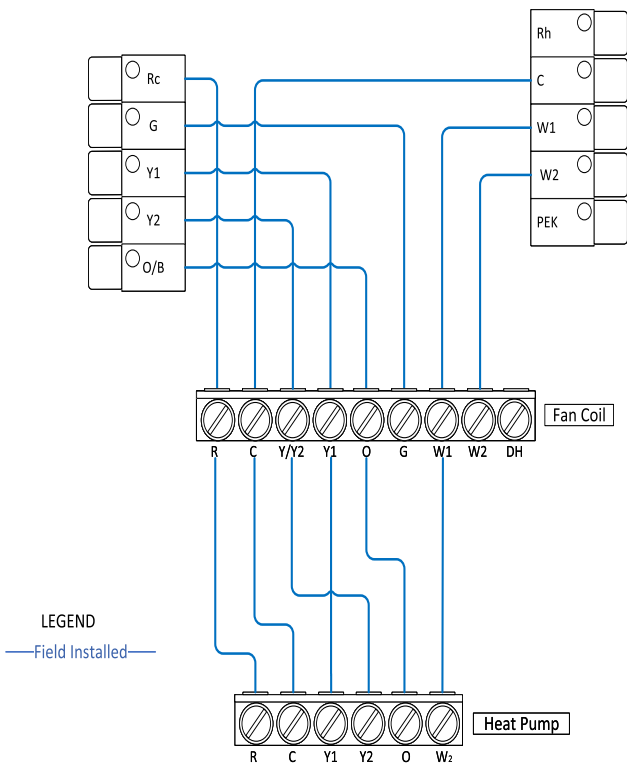 Rh
C
W1
W2
PEK
Rc
G
Y1
Y2
O/B
Fan Coil
R C Y/Y2 Y1 O G W1 W2 DH
LEGEND
Field Installed
Heat Pump
R C Y1 Y2 O W₂